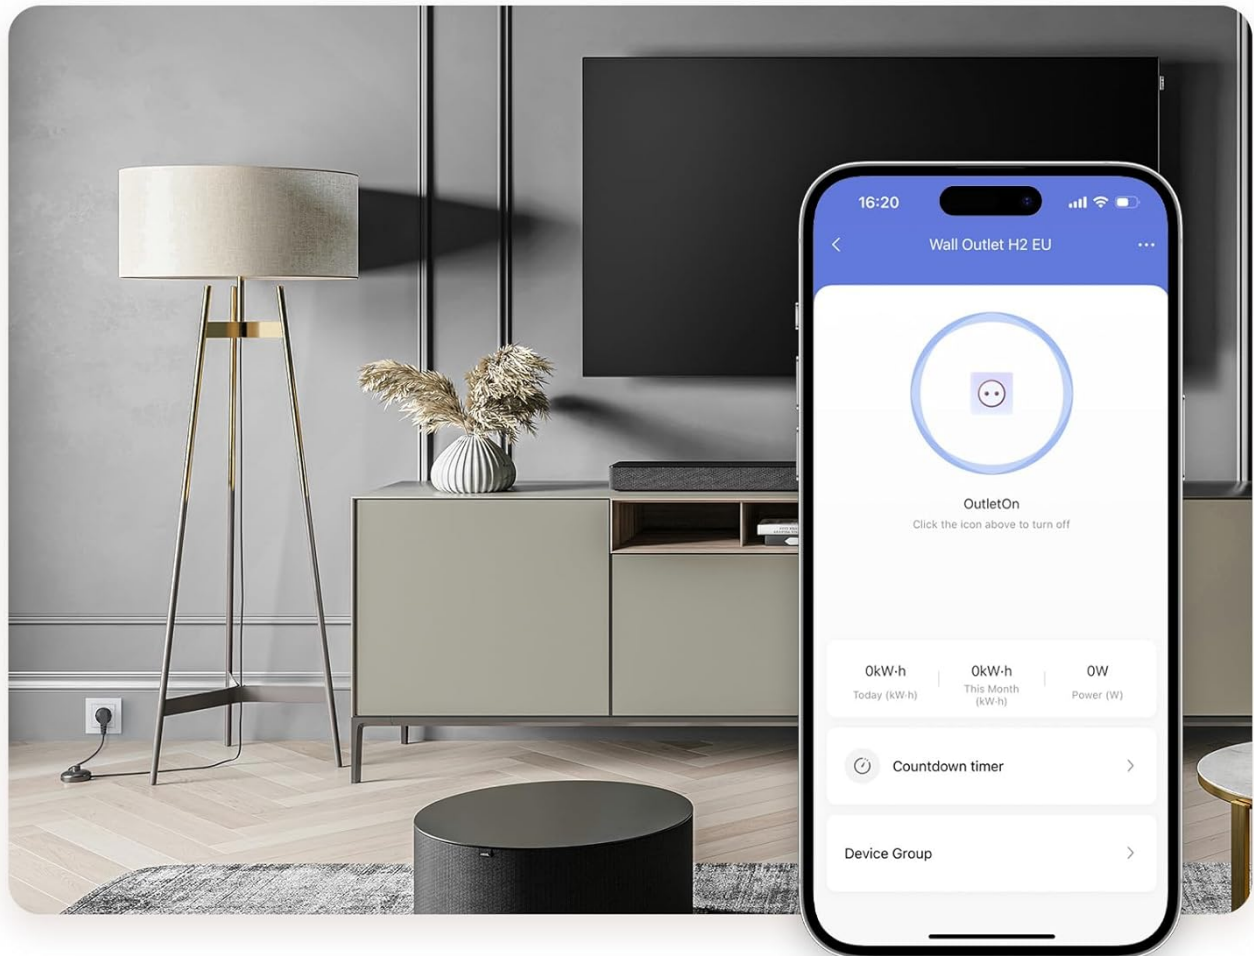 16:20
Wall Outlet H2 EU
OutletOn
Click the icon above to turn off
0kW·h
Today (kW·h)
0kW·h
This Month
(kW·h)
0W
Power (W)
Countdown timer
Device Group